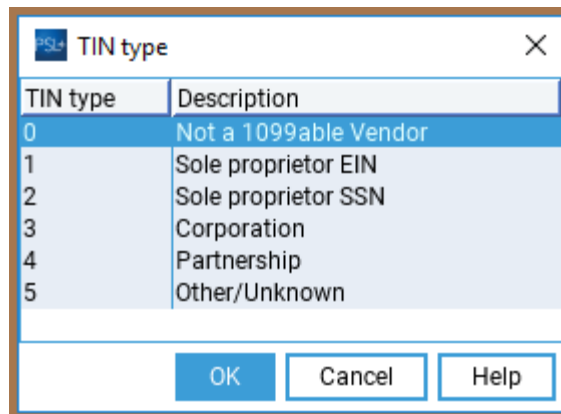 PSL+ TIN type
TIN type Description
0 Not a 1099able Vendor
1 Sole proprietor EIN
2 Sole proprietor SSN
3 Corporation
4 Partnership
5 Other/Unknown
OK Cancel Help